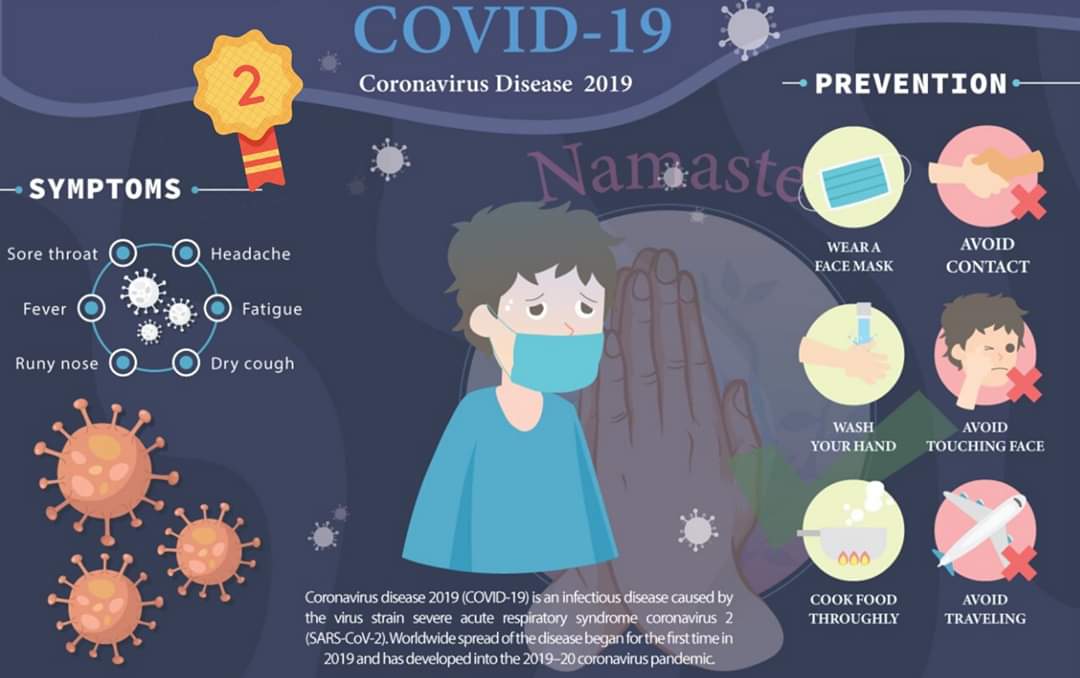 COVID-19
Coronavirus Disease 2019
2
Namaste
SYMPTOMS
Sore throat
Headache
Fever
Fatigue
Runy nose
Dry cough
PREVENTION
WEAR A
FACE MASK
AVOID
CONTACT
WASH
YOUR HAND
AVOID
TOUCHING FACE
COOK FOOD
THROUGHLY
AVOID
TRAVELING
Coronavirus disease 2019 (COVID-19) is an infectious disease caused by
the virus strain severe acute respiratory syndrome coronavirus 2
(SARS-CoV-2). Worldwide spread of the disease began for the first time in
2019 and has developed into the 2019–20 coronavirus pandemic.